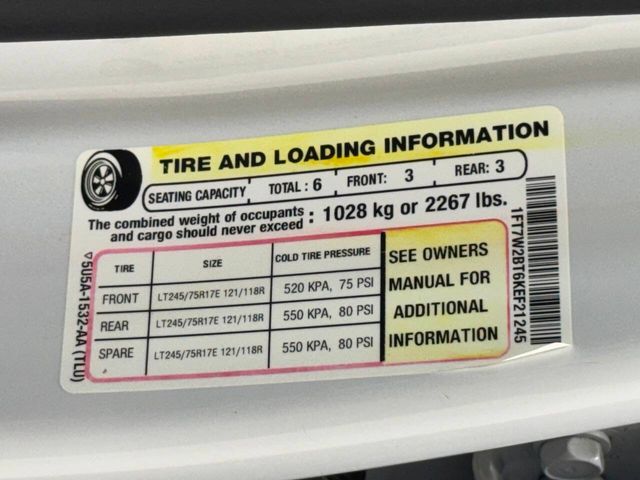 TIRE AND LOADING INFORMATION
SEATING CAPACITY TOTAL : 6 FRONT: 3 REAR: 3
The combined weight of occupants and cargo should never exceed : 1028 kg or 2267 lbs.
TIRE SIZE COLD TIRE PRESSURE
FRONT LT245/75R17E 121/118R 520 KPA, 75 PSI
REAR LT245/75R17E 121/118R 550 KPA, 80 PSI
SPARE LT245/75R17E 121/118R 550 KPA, 80 PSI
SEE OWNERS
MANUAL FOR
ADDITIONAL
INFORMATION
5U5A-1532-AA (TLU)
1FT7W2BT6KEF21245